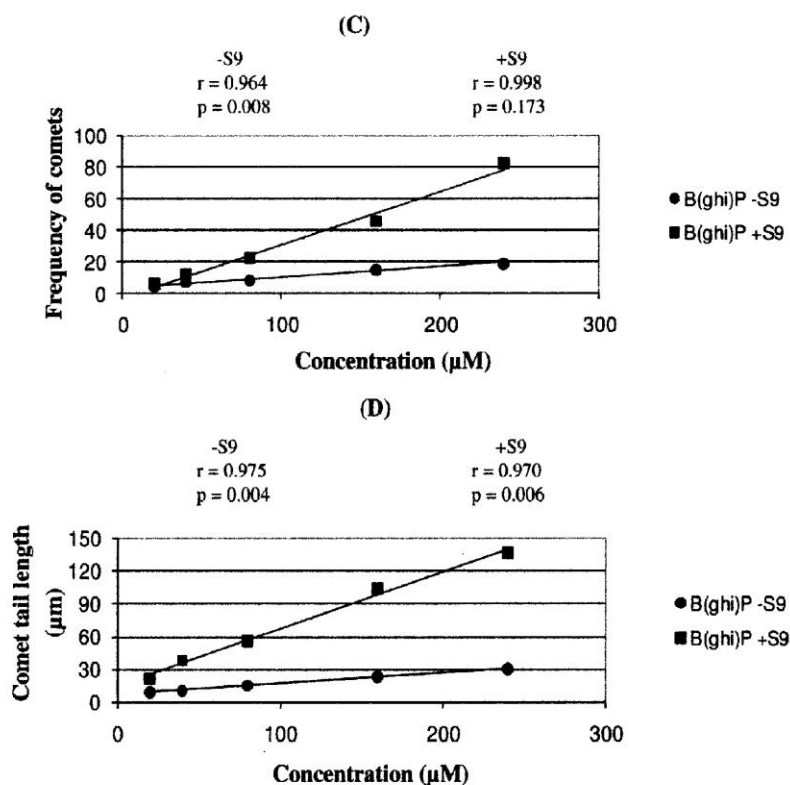 (C)
-S9 +S9
r = 0.964 r = 0.998
p = 0.008 p = 0.173
100
80
60
40
20
0
0 100 200 300
Frequency of comets
Concentration (µM)
B(ghi)P -S9
B(ghi)P +S9
(D)
-S9 +S9
r = 0.975 r = 0.970
p = 0.004 p = 0.006
150
120
90
60
30
0
0 100 200 300
Comet tail length
(µm)
Concentration (µM)
B(ghi)P -S9
B(ghi)P +S9